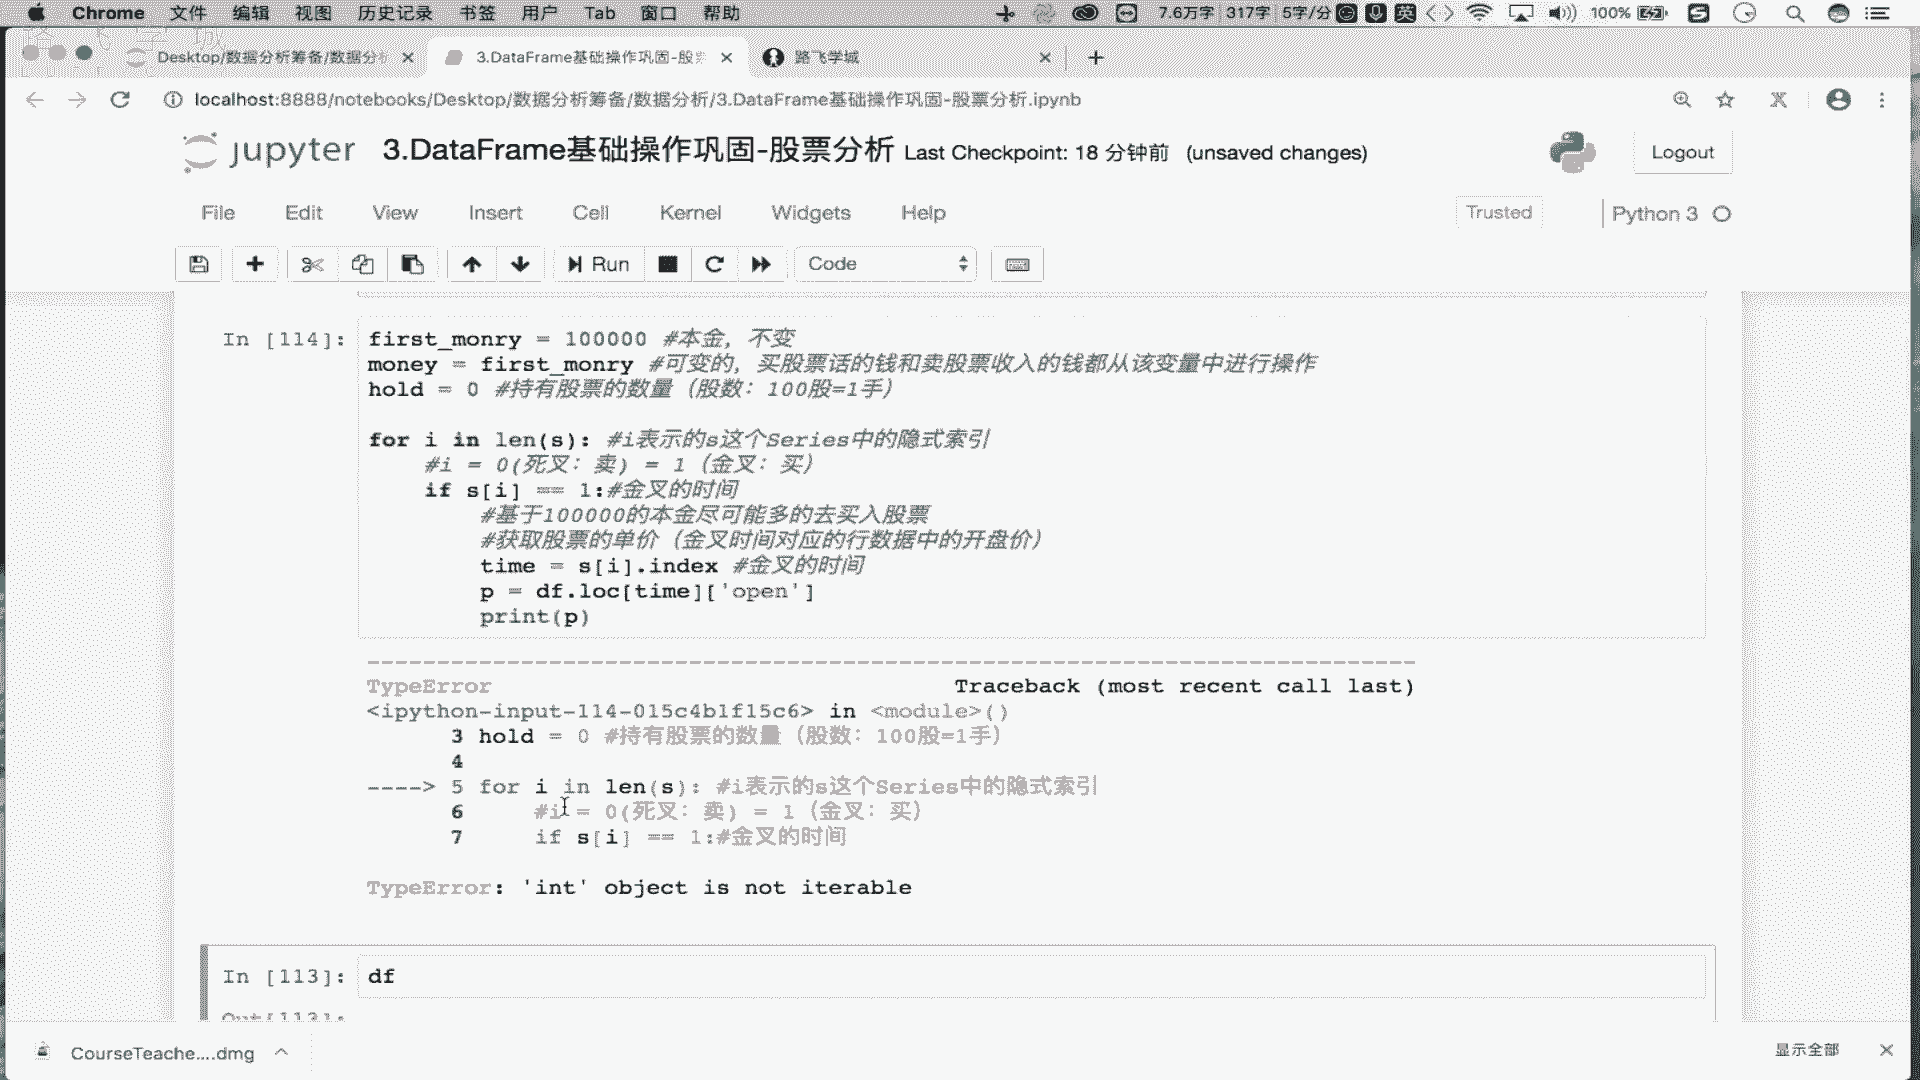 Chrome 文件 编辑 视图 历史记录 书签 用户 Tab 窗口 帮助 7.6万字 317字 5字/分 英 100%
Desktop/数据分析筹备/数据分析 3.DataFrame基础操作巩固-股票 路飞学城
localhost:8888/notebooks/Desktop/数据分析筹备/数据分析/3.DataFrame基础操作巩固-股票分析.ipynb
jupyter 3.DataFrame基础操作巩固-股票分析 Last Checkpoint: 18 分钟前 (unsaved changes) Logout
File Edit View Insert Cell Kernel Widgets Help Trusted Python 3
Run Code
In [114]: first_monry = 100000 #本金，不变
money = first_monry #可变的，买股票话的钱和卖股票收入的钱都从该变量中进行操作
hold = 0 #持有股票的数量（股数：100股=1手）
for i in len(s): #i表示的s这个Series中的隐式索引
#i = 0(死叉：卖) = 1（金叉：买）
if s[i] == 1:#金叉的时间
#基于100000的本金尽可能多的去买入股票
#获取股票的单价（金叉时间对应的行数据中的开盘价）
time = s[i].index #金叉的时间
p = df.loc[time]['open']
print(p)
---------------------------------------------------------------------------
TypeError Traceback (most recent call last)
<ipython-input-114-015c4b1f15c6> in <module>()
3 hold = 0 #持有股票的数量（股数：100股=1手）
4
----> 5 for i in len(s): #i表示的s这个Series中的隐式索引
6 #i = 0(死叉：卖) = 1（金叉：买）
7 if s[i] == 1:#金叉的时间
TypeError: 'int' object is not iterable
In [113]: df
Out[113]:
CourseTeache....dmg 显示全部